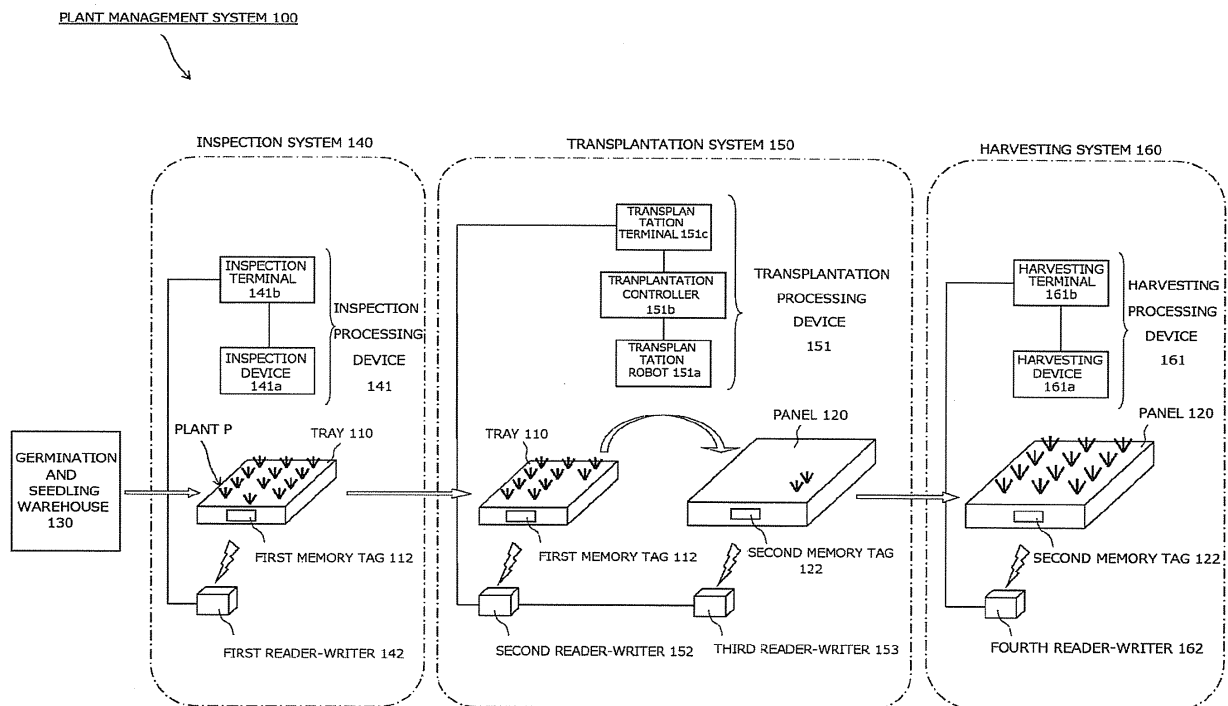 PLANT MANAGEMENT SYSTEM 100
INSPECTION SYSTEM 140
INSPECTION
TERMINAL
141b
INSPECTION
DEVICE
141a
INSPECTION
PROCESSING
DEVICE
141
GERMINATION
AND
SEEDLING
WAREHOUSE
130
PLANT P
TRAY 110
FIRST MEMORY TAG 112
FIRST READER-WRITER 142
TRANSPLANTATION SYSTEM 150
TRANSPLAN
TATION
TERMINAL 151c
TRANPLANTATION
CONTROLLER
151b
TRANSPLAN
TATION
ROBOT 151a
TRANSPLANTATION
PROCESSING
DEVICE
151
TRAY 110
PANEL 120
FIRST MEMORY TAG 112
SECOND MEMORY TAG
122
SECOND READER-WRITER 152
THIRD READER-WRITER 153
HARVESTING SYSTEM 160
HARVESTING
TERMINAL
161b
HARVESTING
DEVICE
161a
HARVESTING
PROCESSING
DEVICE
161
PANEL 120
SECOND MEMORY TAG 122
FOURTH READER-WRITER 162